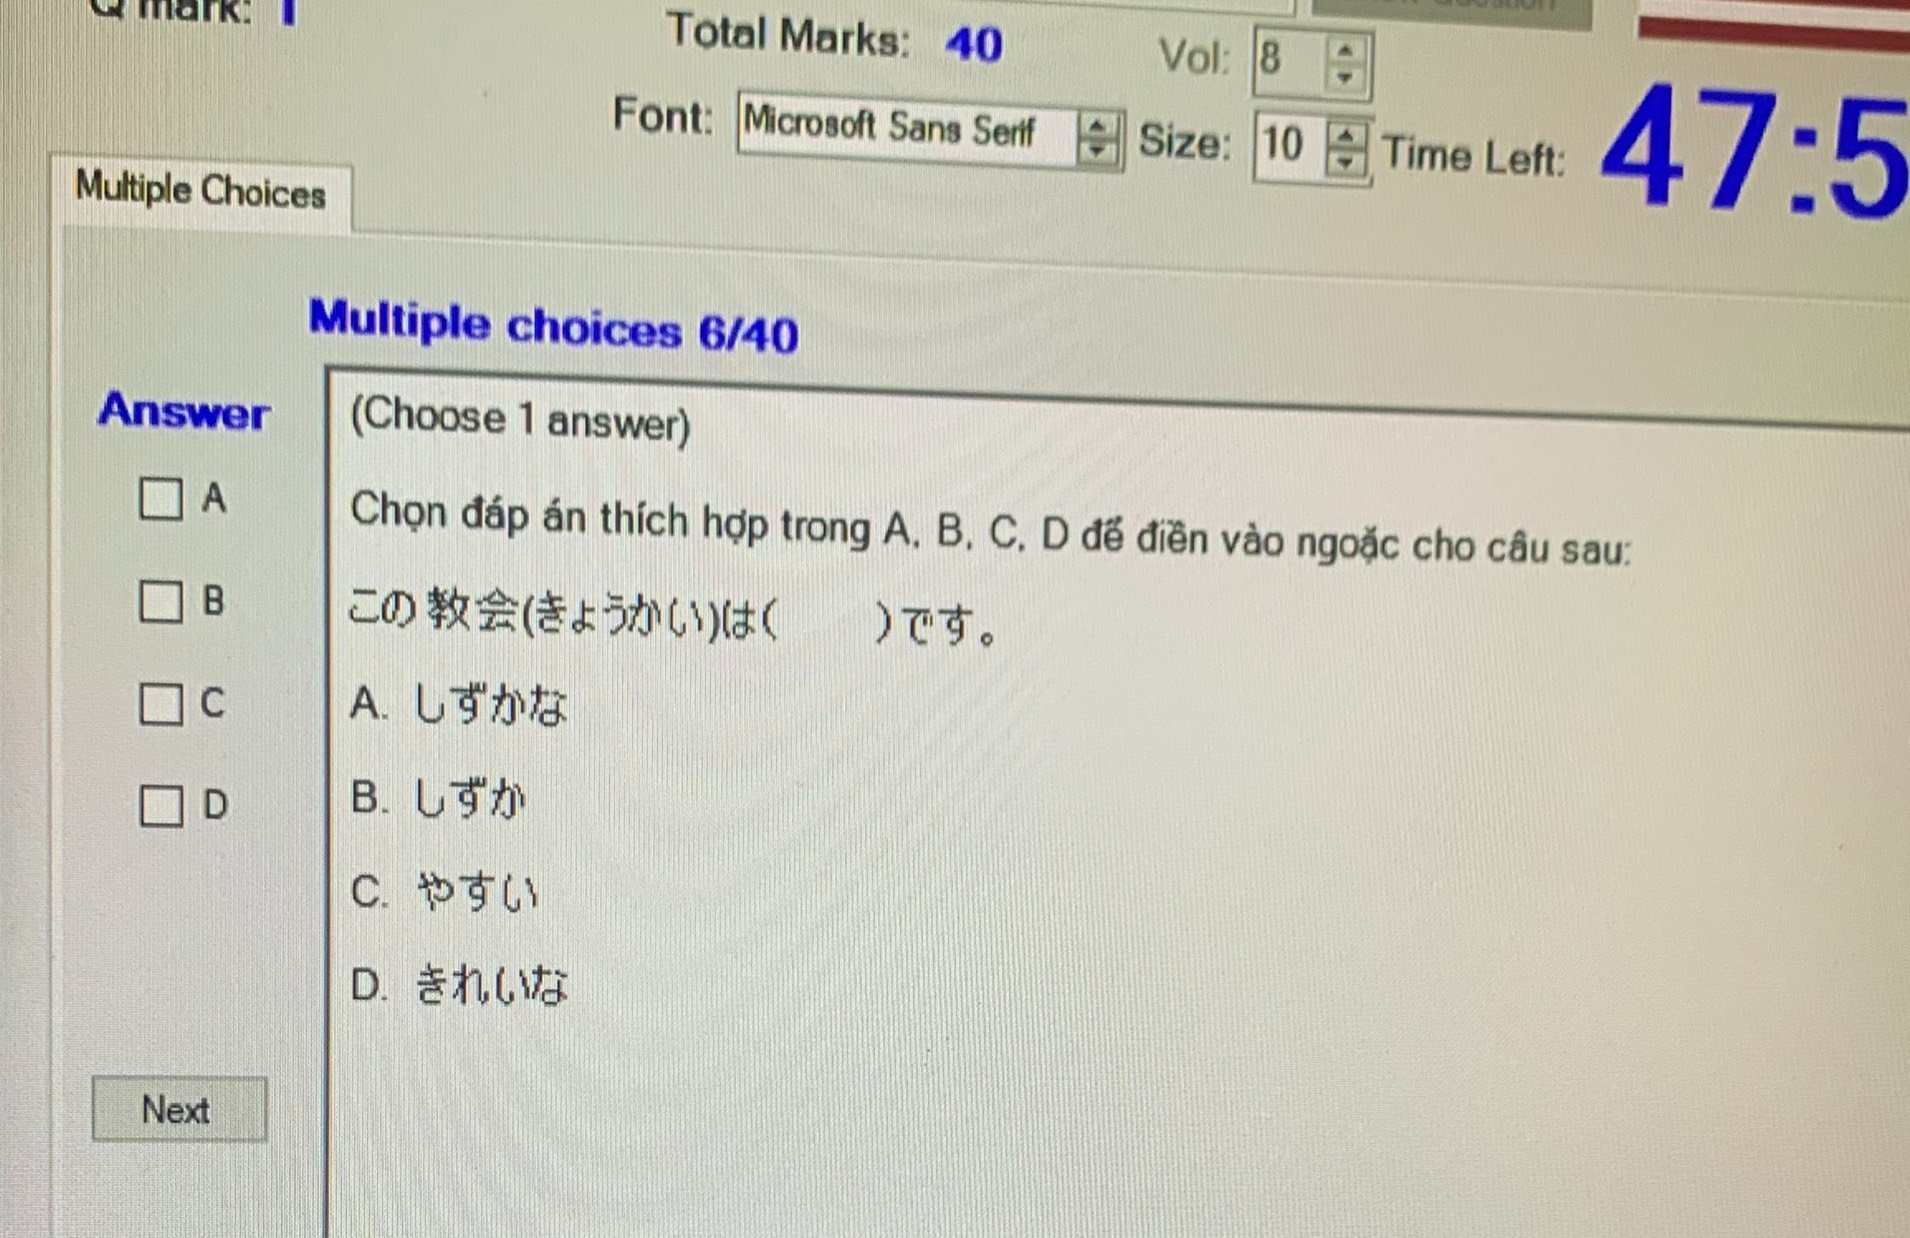 mark: 1
Total Marks: 40
Vol: 8
Font: Microsoft Sans Serif
Size: 10
Time Left: 47:5
Multiple Choices
Multiple choices 6/40
Answer
(Choose 1 answer)
A
Chọn đáp án thích hợp trong A, B, C, D để điền vào ngoặc cho câu sau:
B
この 教会(きょうかい)は(　　　)です。
C
A. しずかな
D
B. しずか
C. やすい
D. きれいな
Next